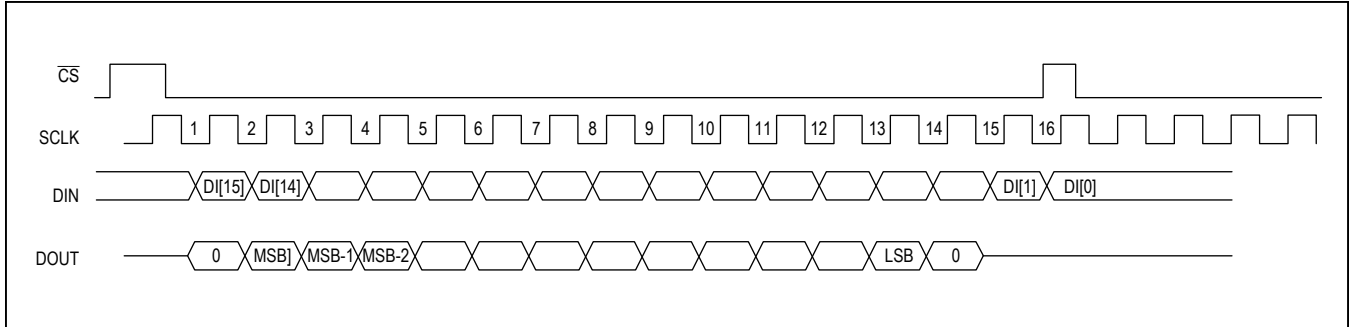 CS
SCLK 1 2 3 4 5 6 7 8 9 10 11 12 13 14 15 16
DIN DI[15] DI[14] DI[1] DI[0]
DOUT 0 MSB] MSB-1 MSB-2 LSB 0